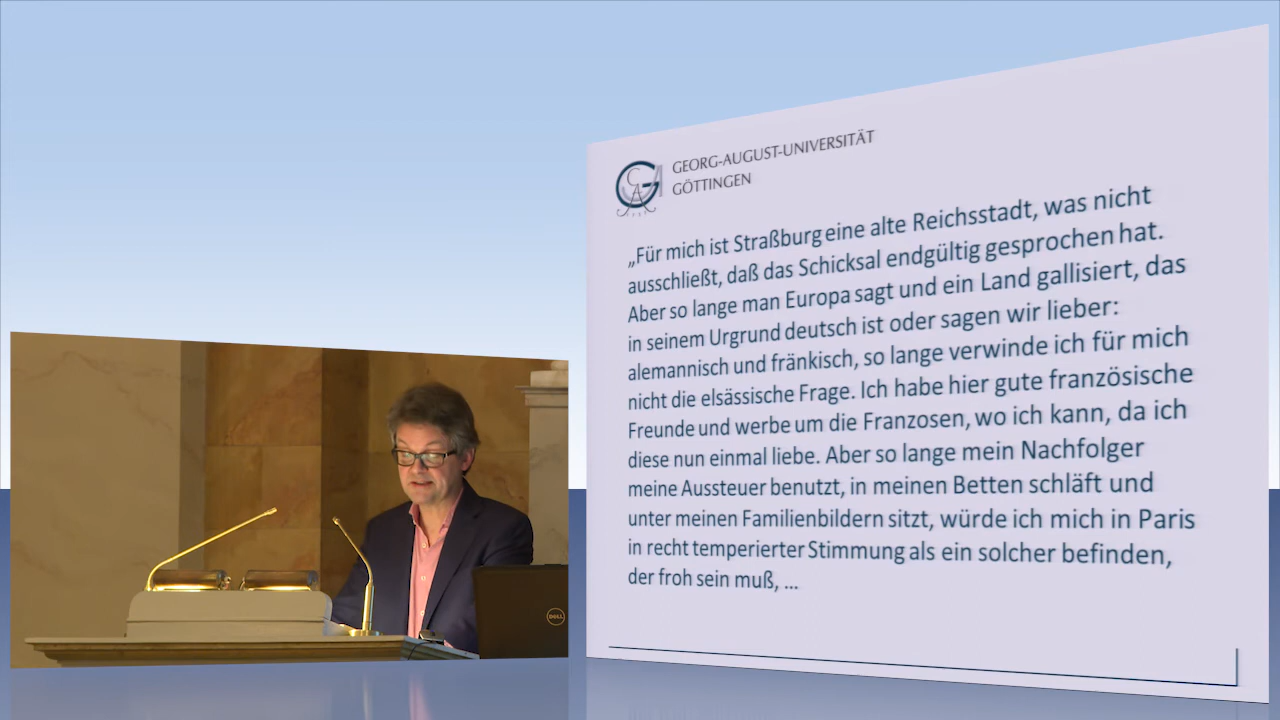 GEORG-AUGUST-UNIVERSITÄT
GÖTTINGEN
„Für mich ist Straßburg eine alte Reichsstadt, was nicht
ausschließt, daß das Schicksal endgültig gesprochen hat.
Aber so lange man Europa sagt und ein Land gallisiert, das
in seinem Urgrund deutsch ist oder sagen wir lieber:
alemannisch und fränkisch, so lange verwinde ich für mich
nicht die elsässische Frage. Ich habe hier gute französische
Freunde und werbe um die Franzosen, wo ich kann, da ich
diese nun einmal liebe. Aber so lange mein Nachfolger
meine Aussteuer benutzt, in meinen Betten schläft und
unter meinen Familienbildern sitzt, würde ich mich in Paris
in recht temperierter Stimmung als ein solcher befinden,
der froh sein muß, ...
DELL